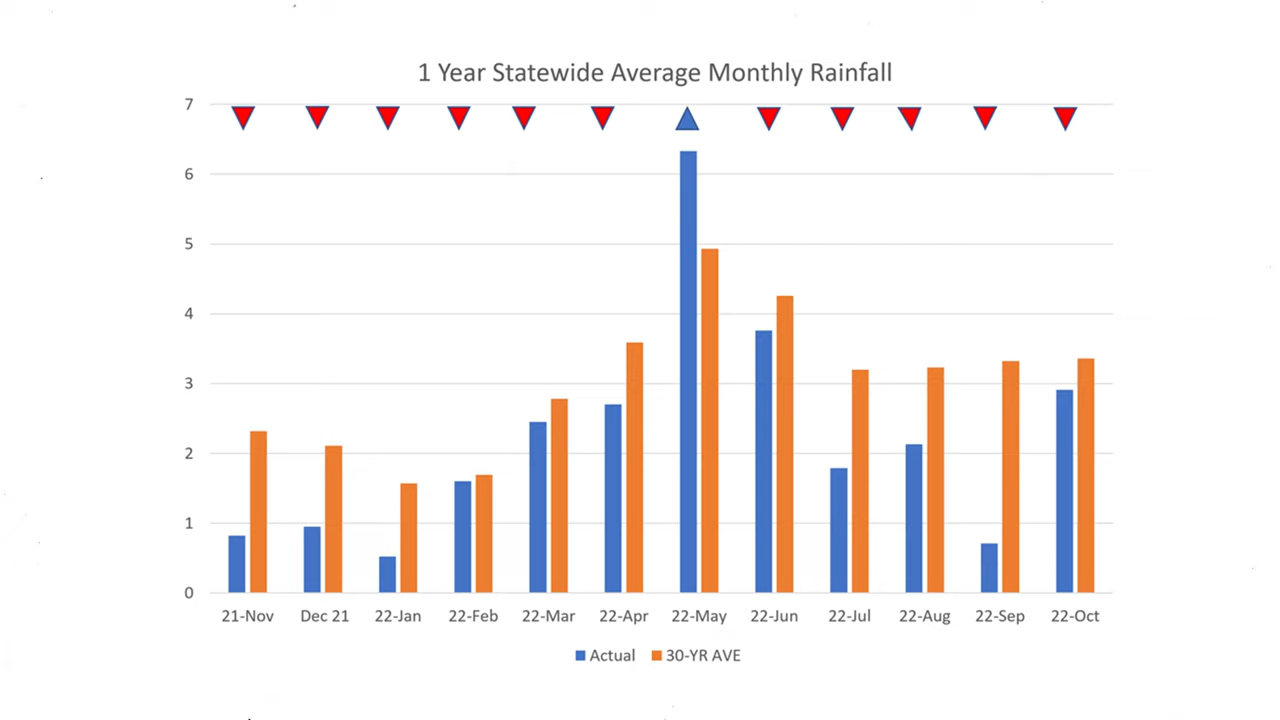 1 Year Statewide Average Monthly Rainfall
7
6
5
4
3
2
1
0
21-Nov Dec 21 22-Jan 22-Feb 22-Mar 22-Apr 22-May 22-Jun 22-Jul 22-Aug 22-Sep 22-Oct
Actual 30-YR AVE